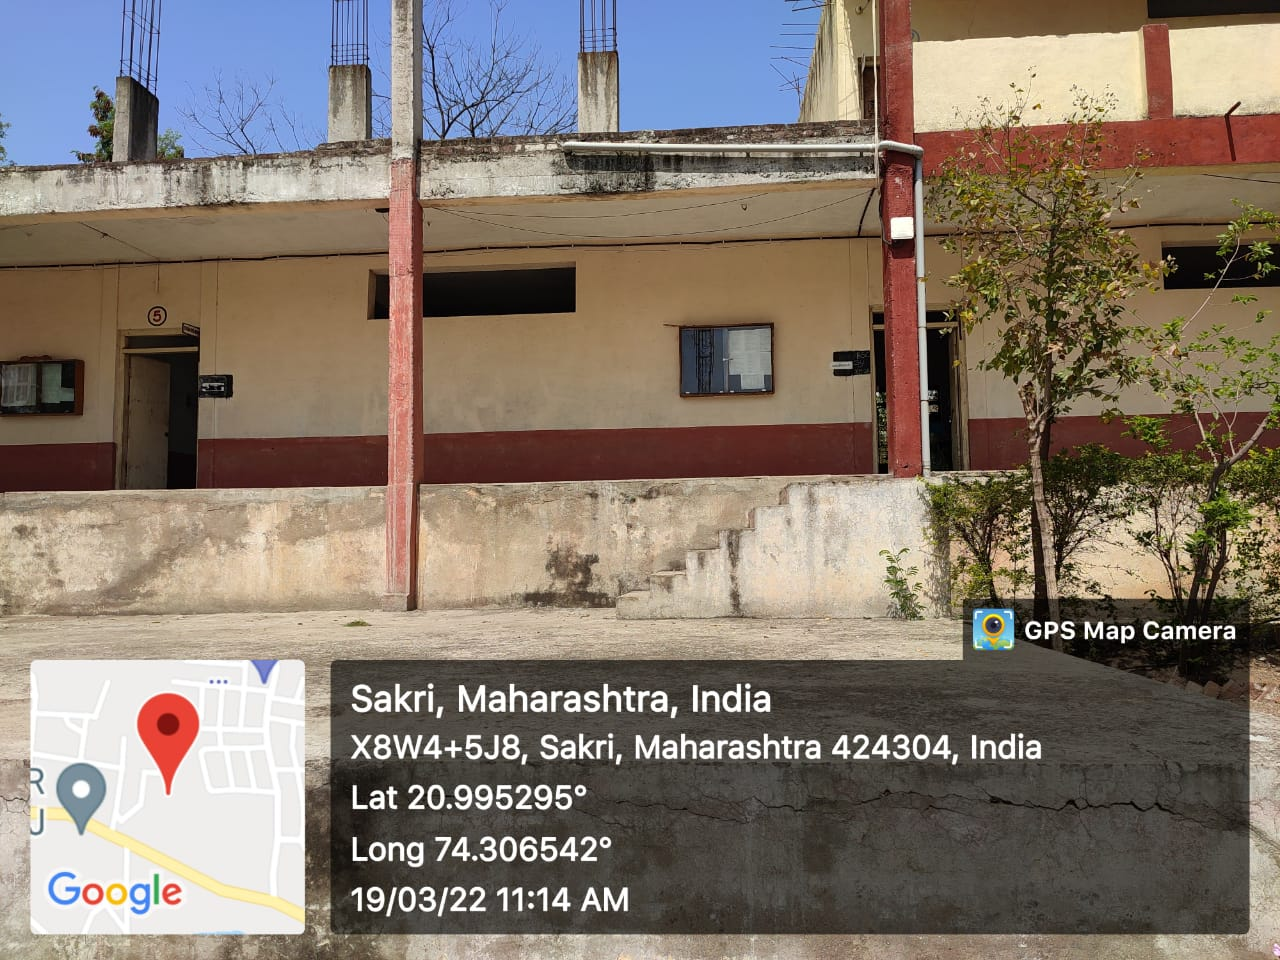 5
GPS Map Camera
Sakri, Maharashtra, India
X8W4+5J8, Sakri, Maharashtra 424304, India
Lat 20.995295°
Long 74.306542°
19/03/22 11:14 AM
R
J
Google